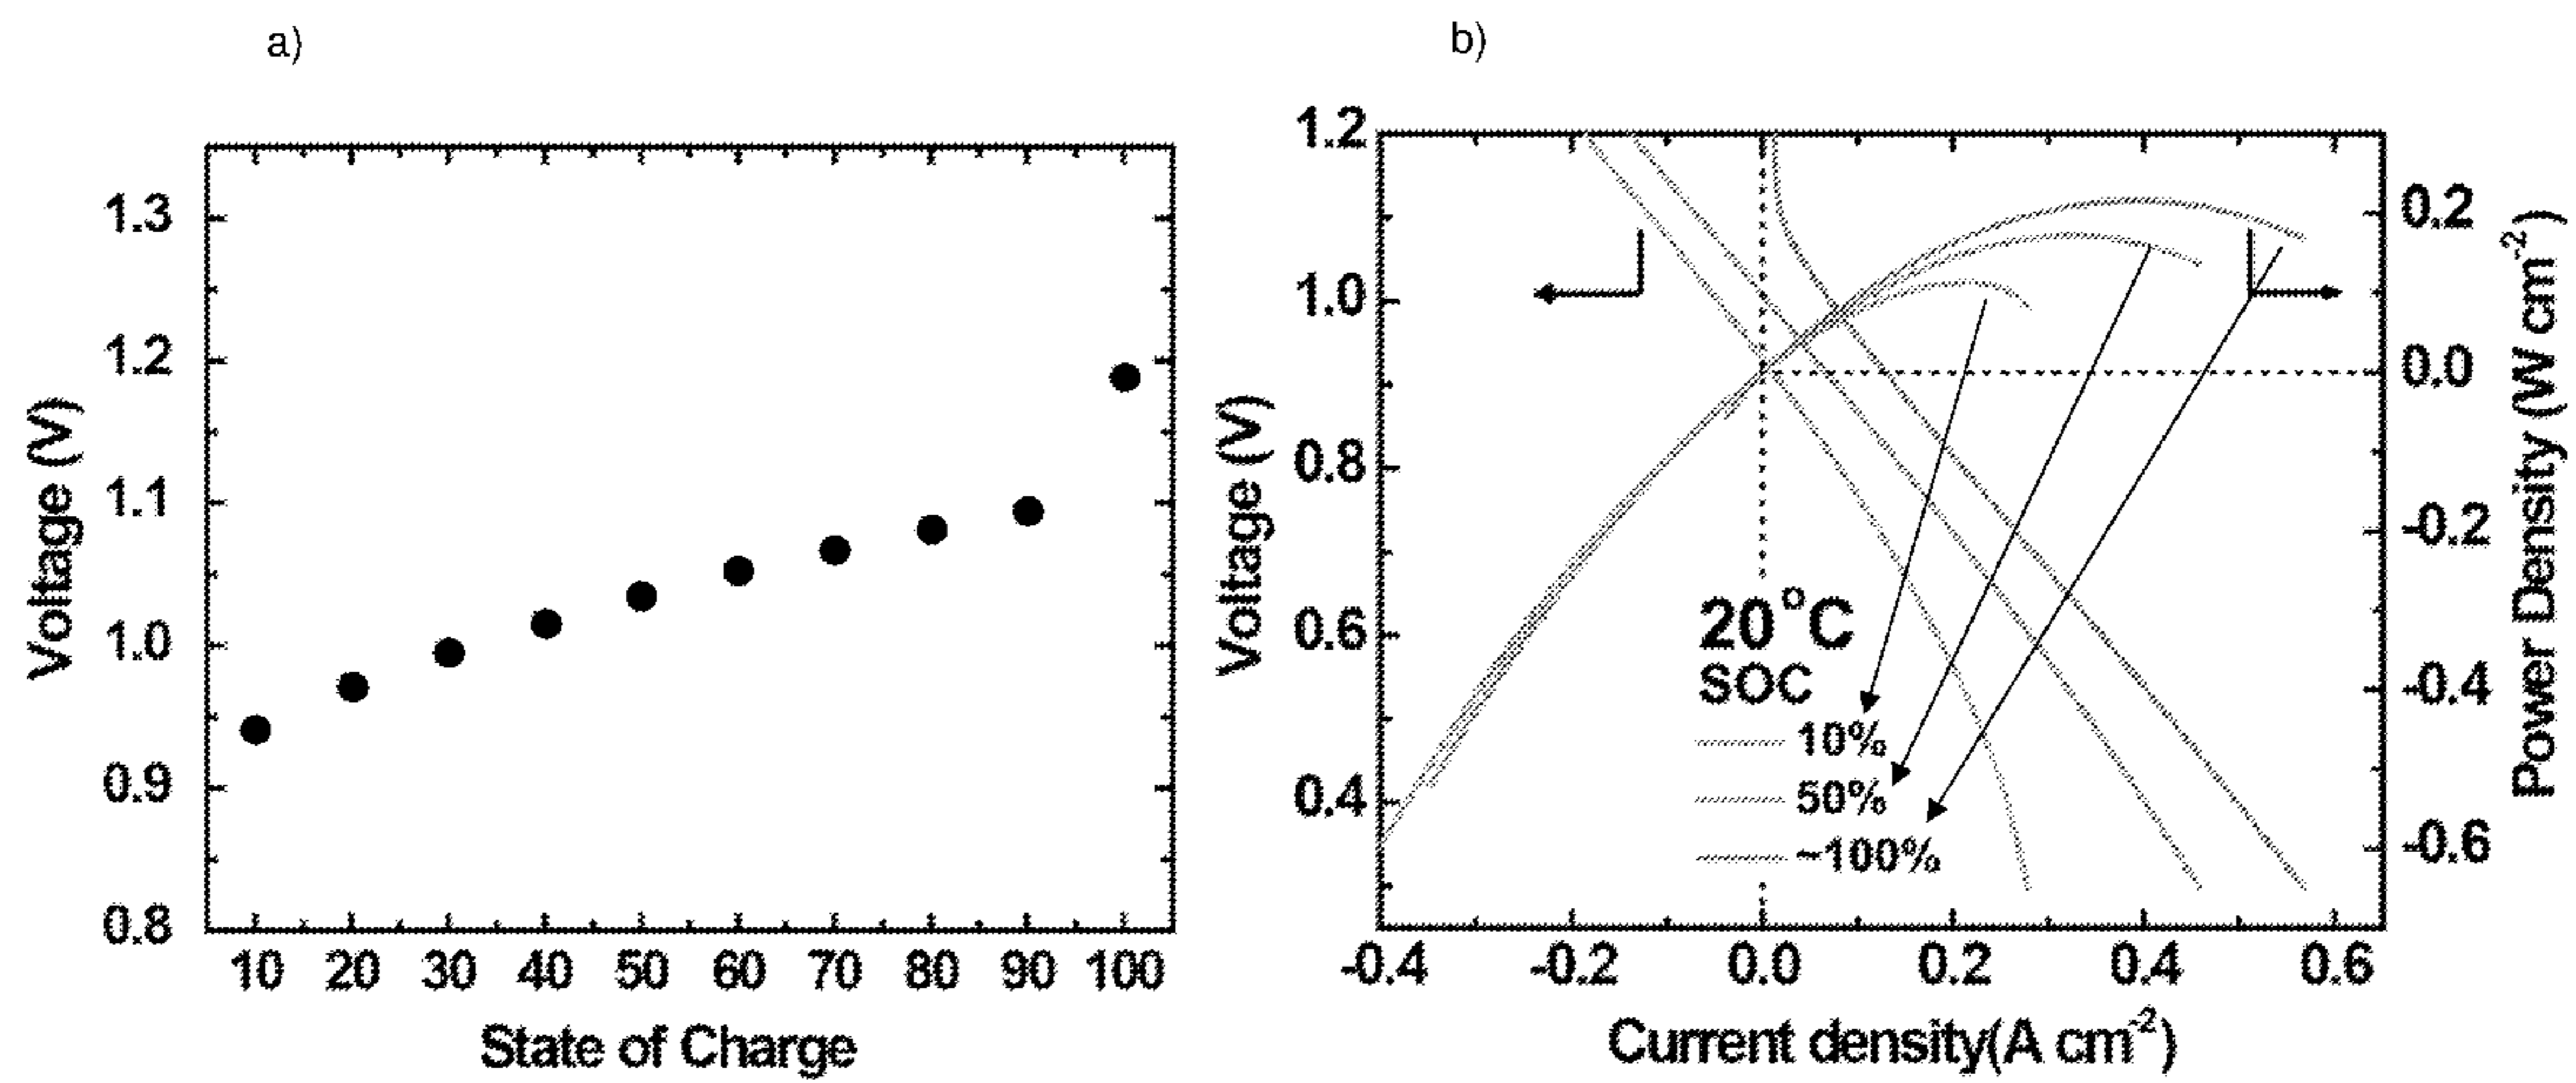 a)
Voltage (V)
1.3
1.2
1.1
1.0
0.9
0.8
10 20 30 40 50 60 70 80 90 100
State of Charge
b)
Voltage (V)
1.2
1.0
0.8
0.6
0.4
20°C
SOC
10%
50%
~100%
-0.4 -0.2 0.0 0.2 0.4 0.6
Current density(A cm⁻²)
0.2
0.0
-0.2
-0.4
-0.6
Power Density (W cm⁻²)